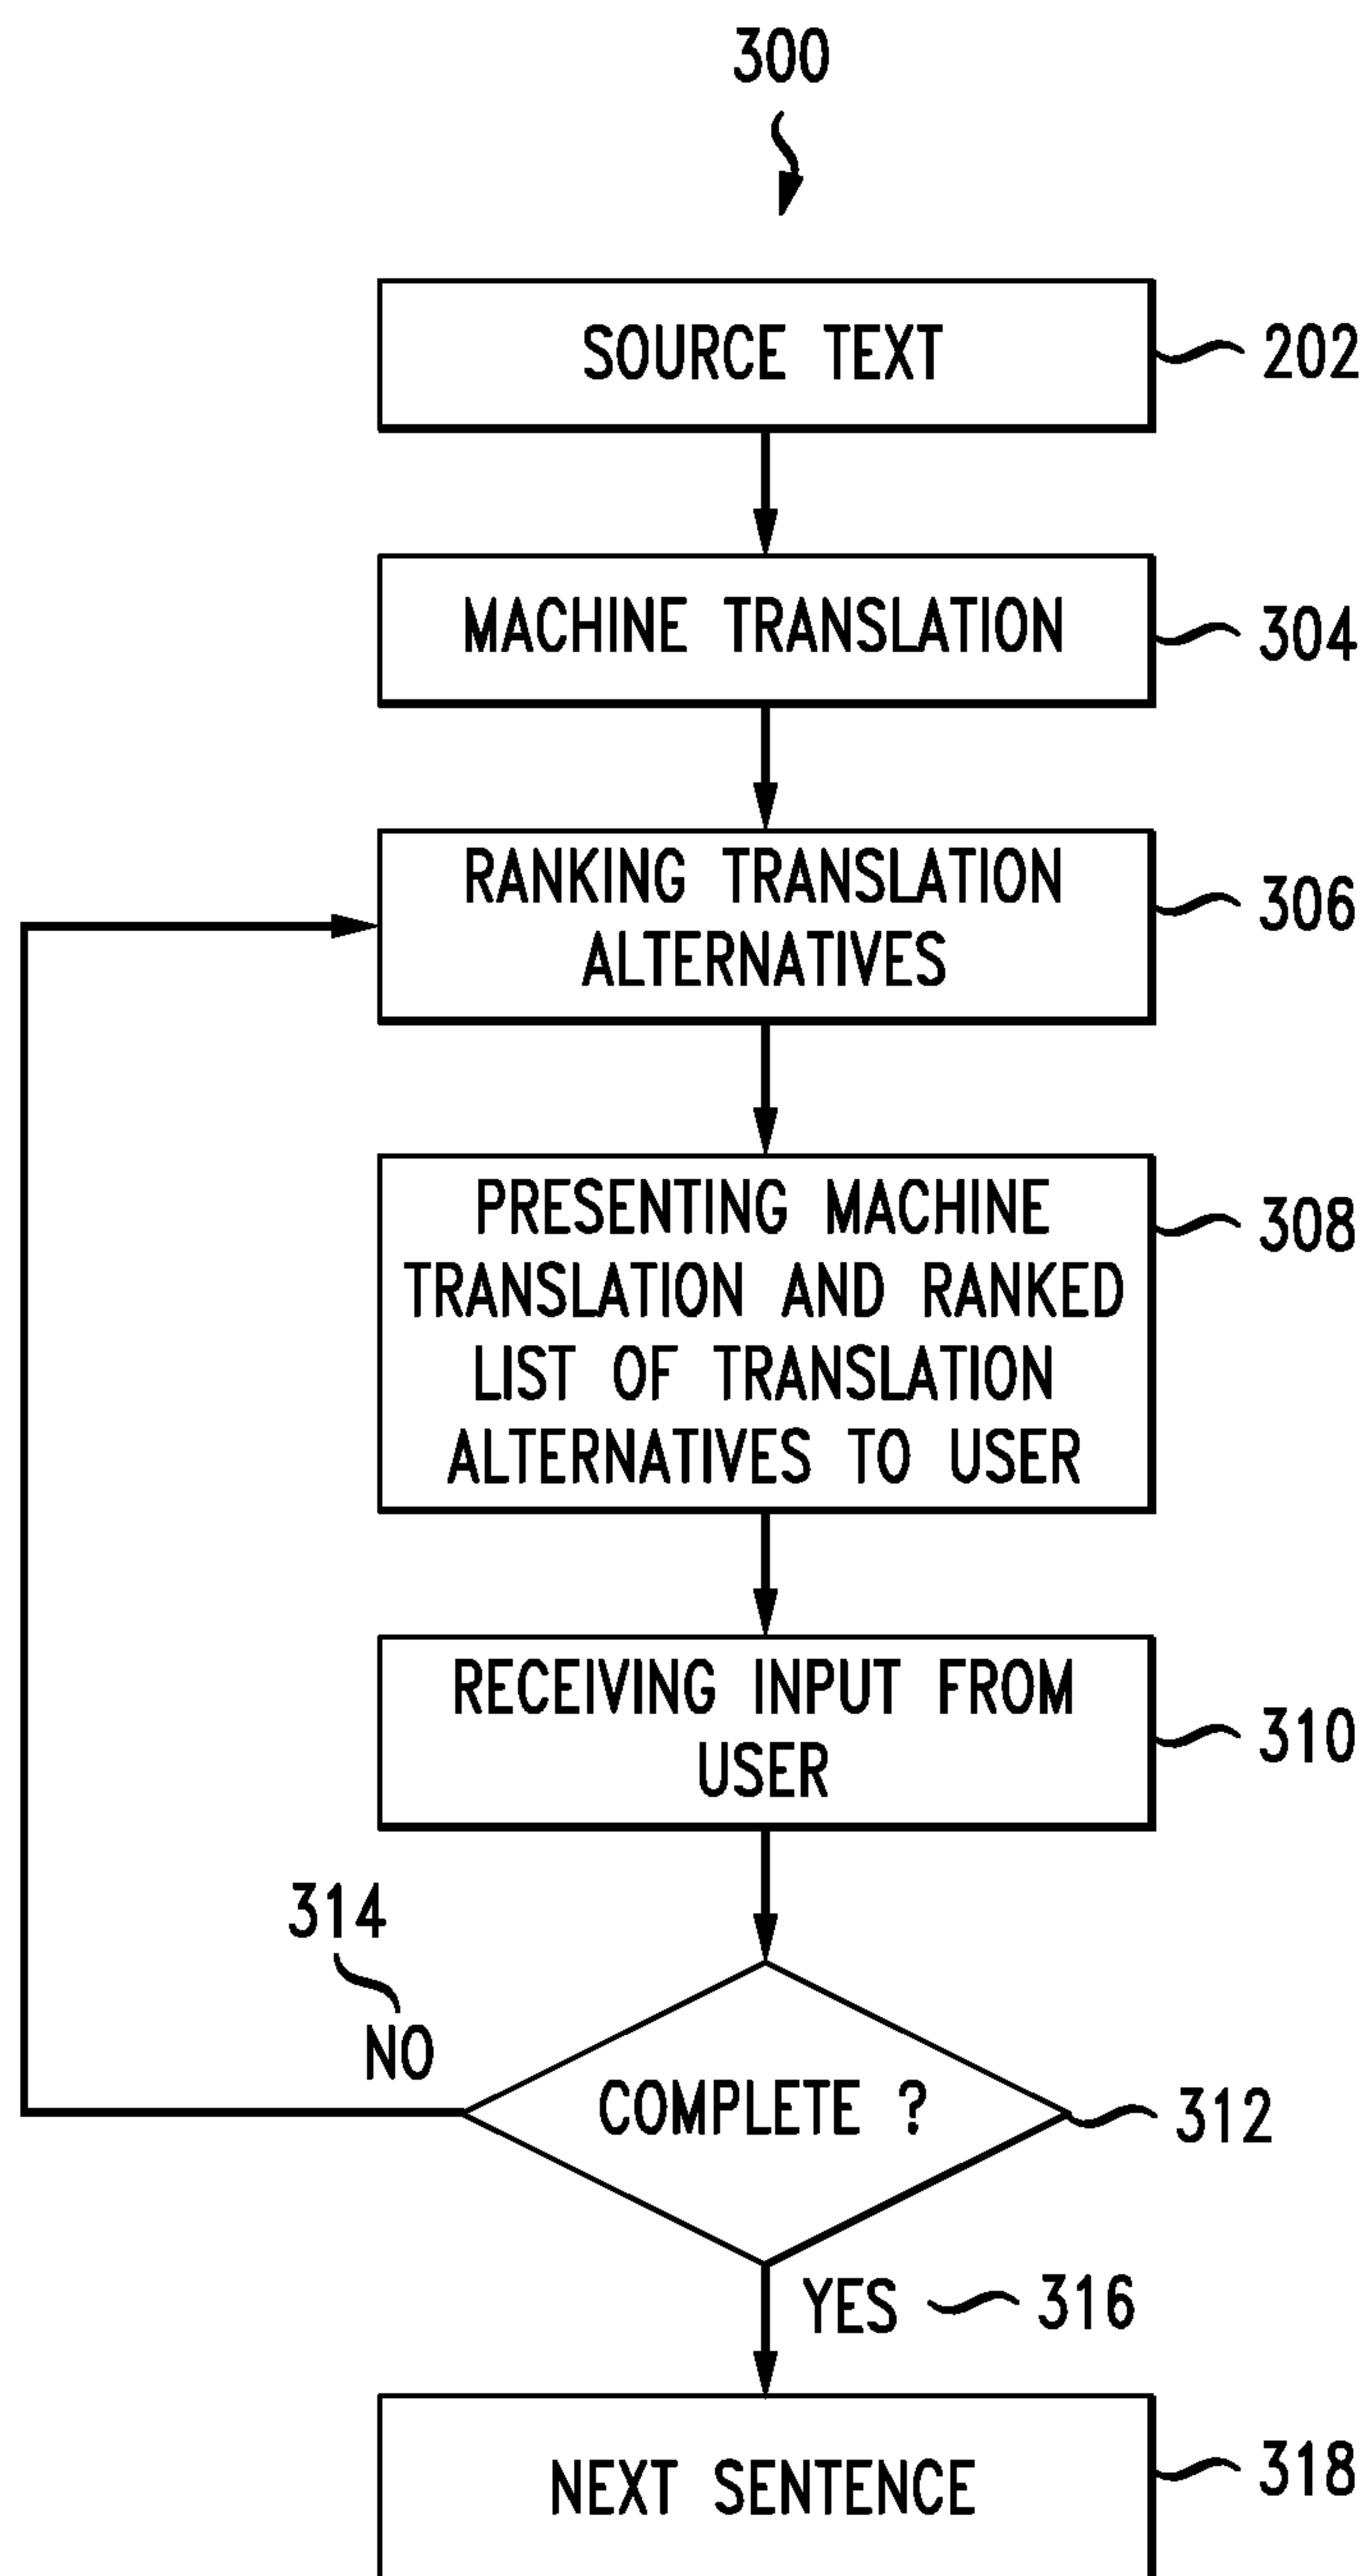 300
SOURCE TEXT
202
MACHINE TRANSLATION
304
RANKING TRANSLATION
ALTERNATIVES
306
PRESENTING MACHINE
TRANSLATION AND RANKED
LIST OF TRANSLATION
ALTERNATIVES TO USER
308
RECEIVING INPUT FROM
USER
310
314
NO
COMPLETE ?
312
YES
316
NEXT SENTENCE
318